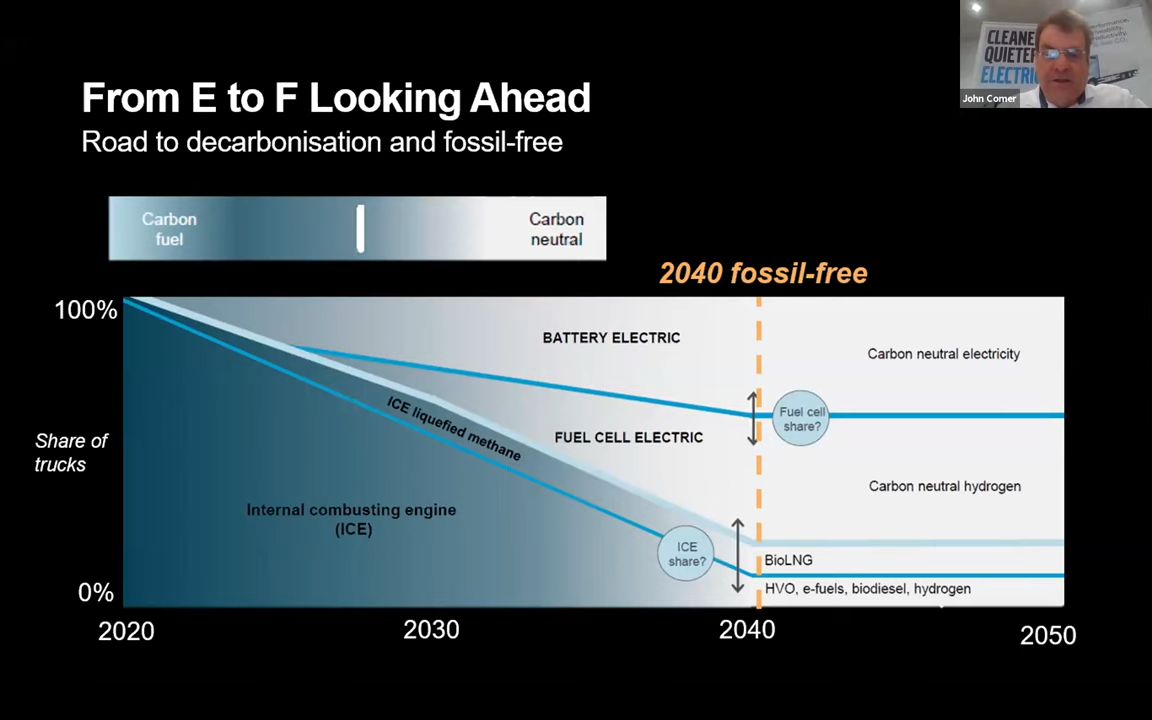 From E to F Looking Ahead
Road to decarbonisation and fossil-free
CLEANE
QUIETER
ELECTRI
John Comer
Carbon
fuel
Carbon
neutral
2040 fossil-free
100%
BATTERY ELECTRIC
Carbon neutral electricity
Fuel cell
share?
ICE liquefied methane
FUEL CELL ELECTRIC
Share of
trucks
Carbon neutral hydrogen
Internal combusting engine
(ICE)
ICE
share?
BioLNG
0%
HVO, e-fuels, biodiesel, hydrogen
2020
2030
2040
2050